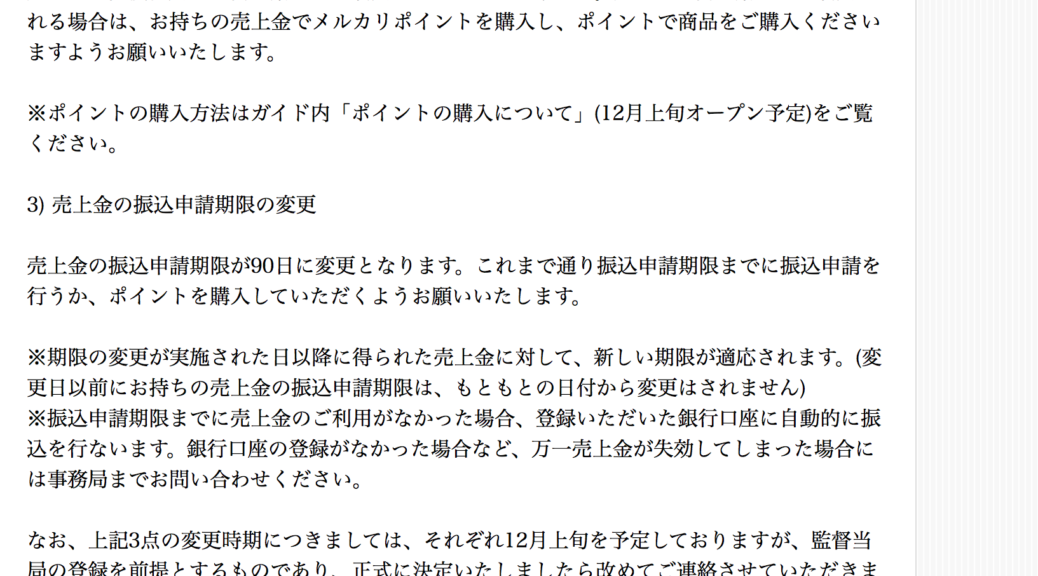 れる場合は、お持ちの売上金でメルカリポイントを購入し、ポイントで商品をご購入ください
ますようお願いいたします。
※ポイントの購入方法はガイド内「ポイントの購入について」(12月上旬オープン予定)をご覧
ください。
3) 売上金の振込申請期限の変更
売上金の振込申請期限が90日に変更となります。これまで通り振込申請期限までに振込申請を
行うか、ポイントを購入していただくようお願いいたします。
※期限の変更が実施された日以降に得られた売上金に対して、新しい期限が適応されます。(変
更日以前にお持ちの売上金の振込申請期限は、もともとの日付から変更はされません)
※振込申請期限までに売上金のご利用がなかった場合、登録いただいた銀行口座に自動的に振
込を行ないます。銀行口座の登録がなかった場合など、万一売上金が失効してしまった場合に
は事務局までお問い合わせください。
なお、上記3点の変更時期につきましては、それぞれ12月上旬を予定しておりますが、監督当
局の登録を前提とするものであり、正式に決定いたしましたら改めてご連絡させていただきま